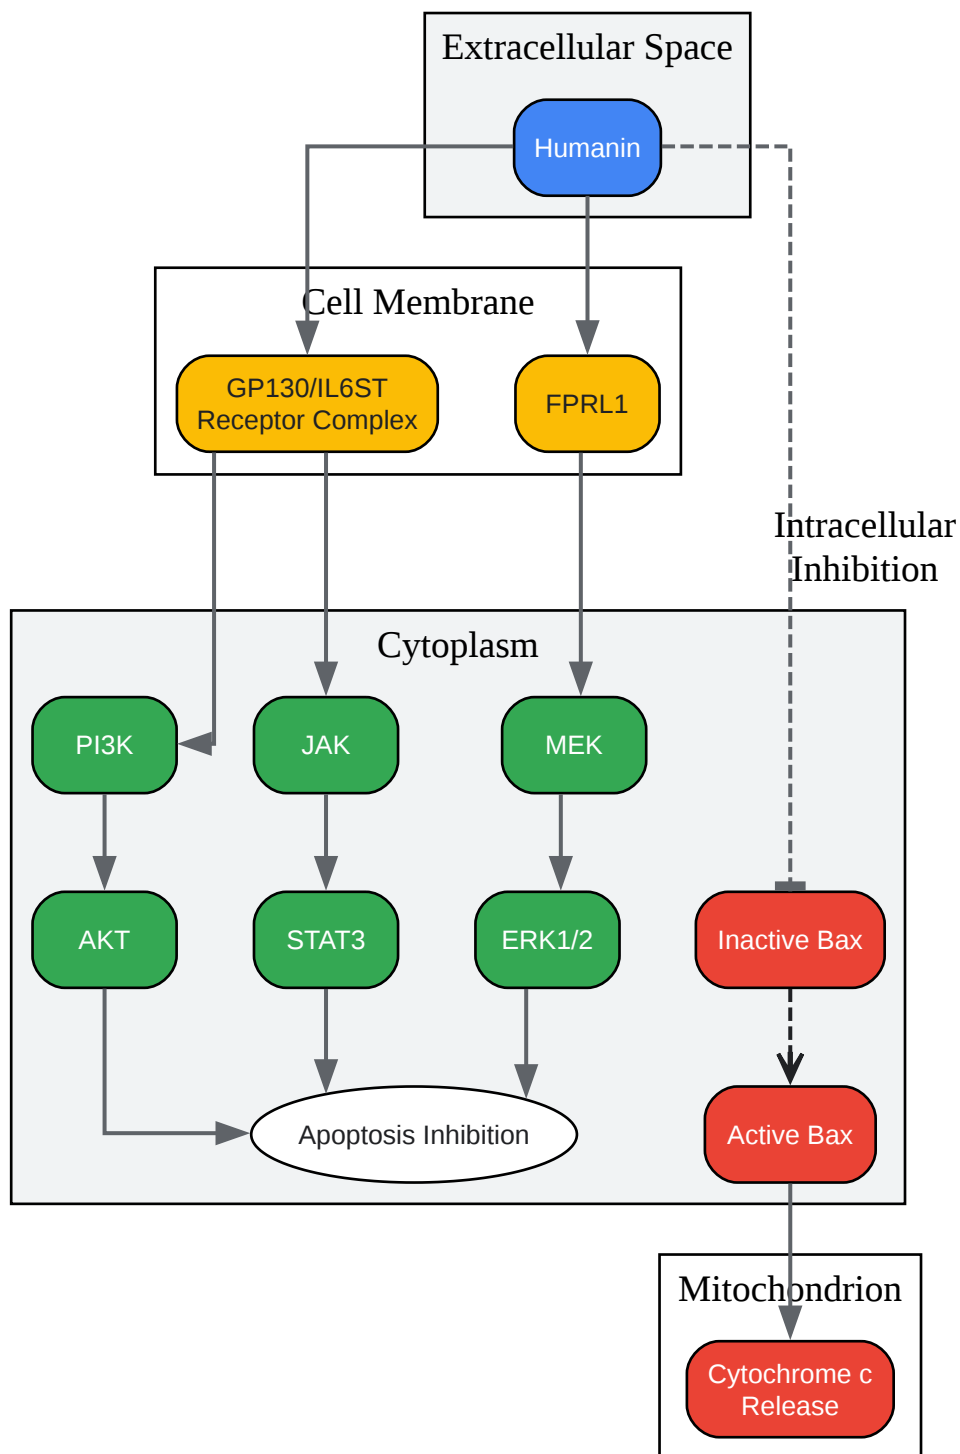 Extracellular Space
Humanin
Cell Membrane
GP130/IL6ST
Receptor Complex
FPRL1
Intracellular
Inhibition
Cytoplasm
PI3K
JAK
MEK
AKT
STAT3
ERK1/2
Inactive Bax
Apoptosis Inhibition
Active Bax
Mitochondrion
Cytochrome c
Release